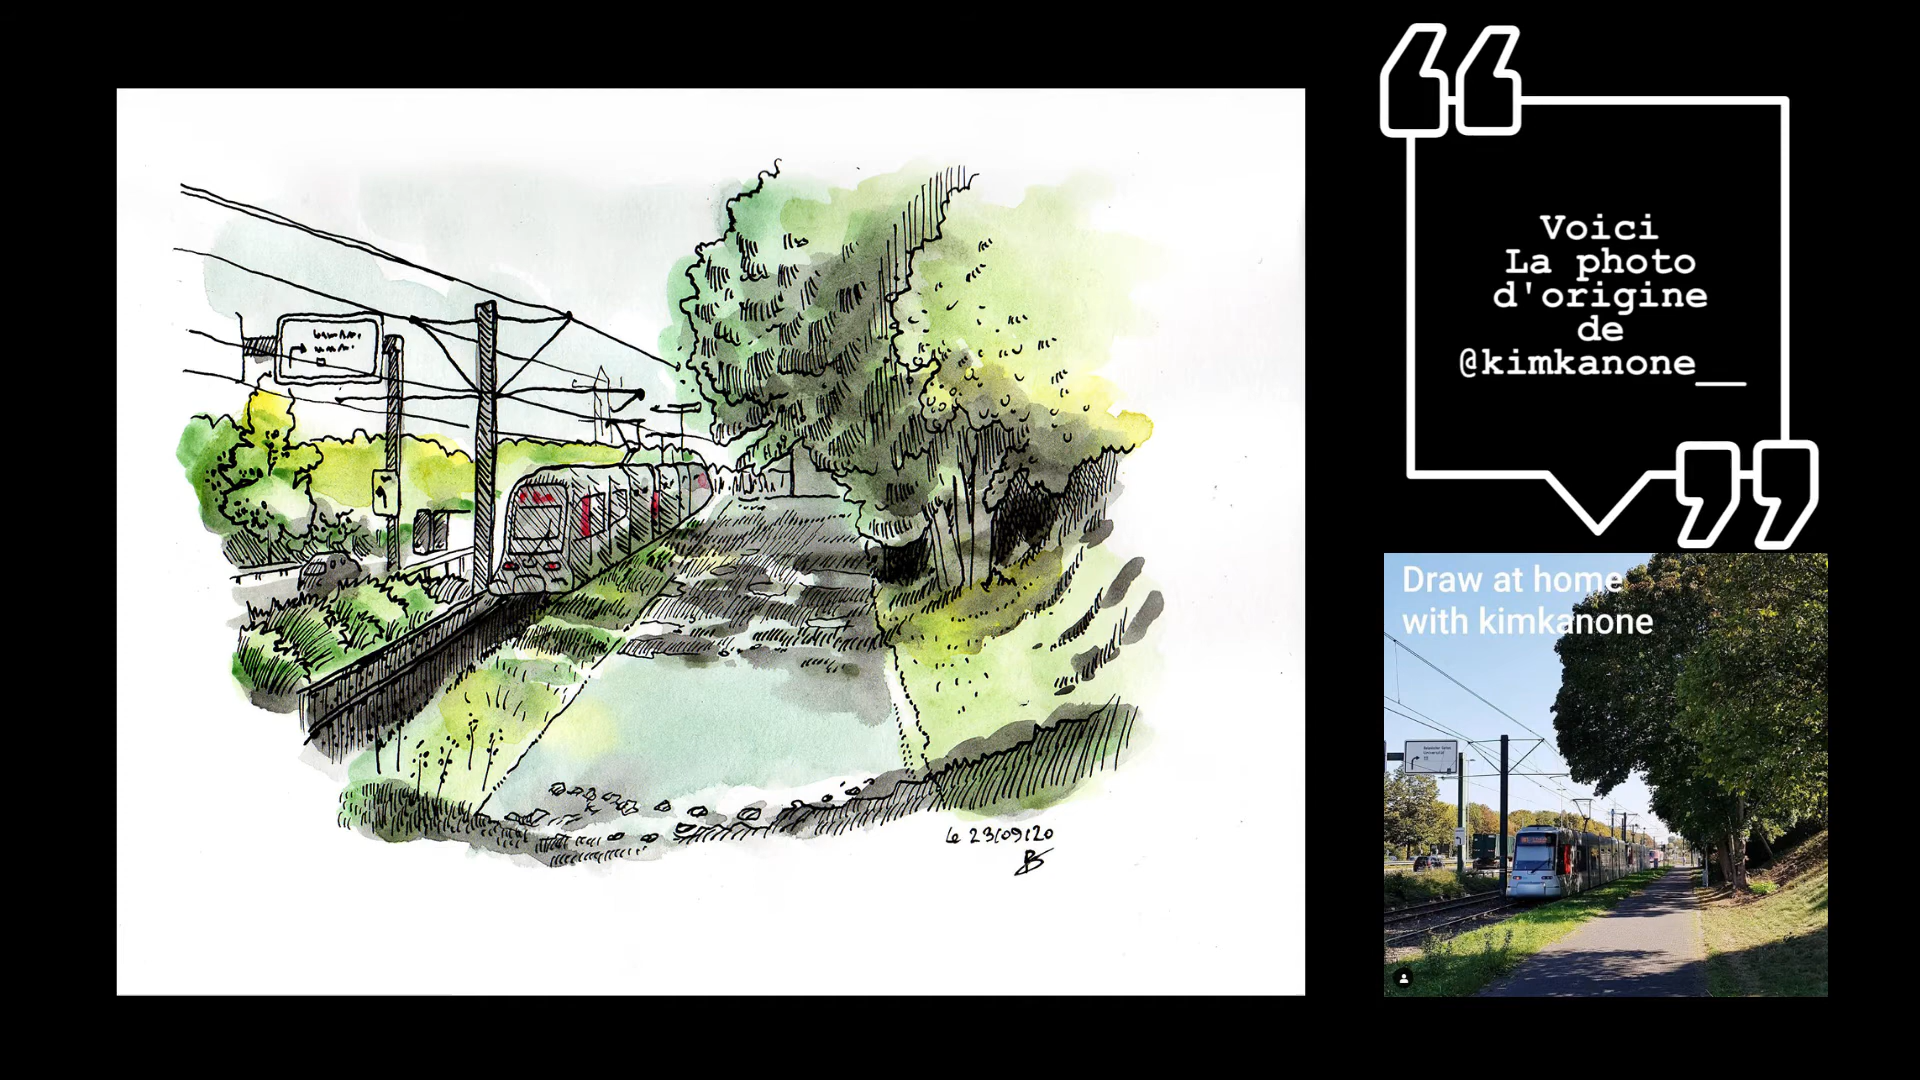 Voici
La photo
d'origine
de
@kimkanone__
Draw at home
with kimkanone
le 23/09/20